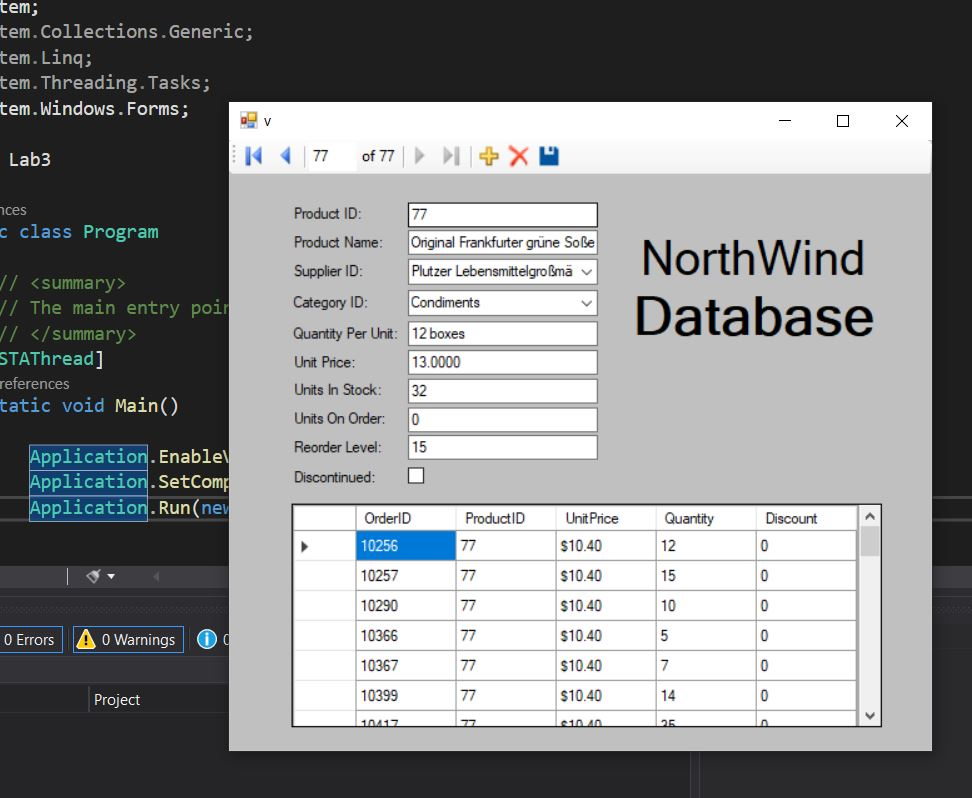 tem;
tem.Collections.Generic;
tem.Linq;
tem.Threading.Tasks;
tem.Windows.Forms;
Lab3
nces
c class Program
// <summary>
// The main entry poin
// </summary>
STAThread]
references
tatic void Main()
Application.EnableV
Application.SetComp
Application.Run(new
0 Errors
0 Warnings
0
Project
v
77 of 77
Product ID: 77
Product Name: Original Frankfurter grüne Soße
Supplier ID: Plutzer Lebensmittelgroßmä
Category ID: Condiments
Quantity Per Unit: 12 boxes
Unit Price: 13.0000
Units In Stock: 32
Units On Order: 0
Reorder Level: 15
Discontinued:
NorthWind
Database
OrderID ProductID UnitPrice Quantity Discount
10256 77 $10.40 12 0
10257 77 $10.40 15 0
10290 77 $10.40 10 0
10366 77 $10.40 5 0
10367 77 $10.40 7 0
10399 77 $10.40 14 0
10417 77 $10.40 35 0